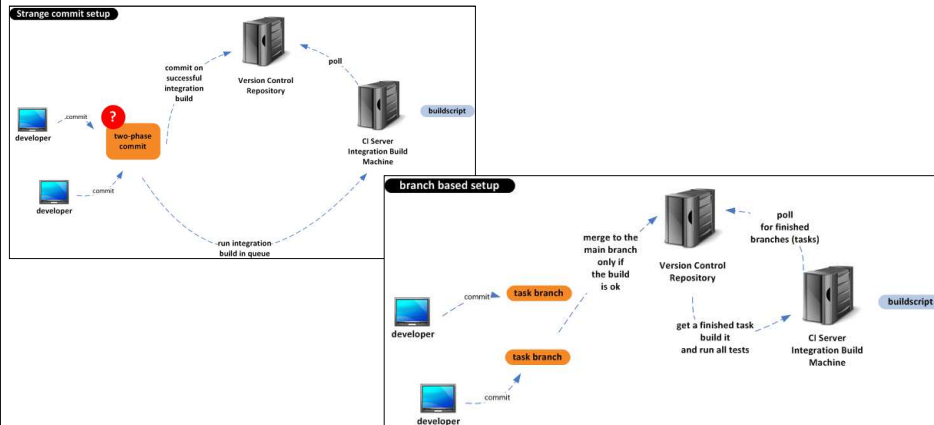 Strange commit setup
commit on
successful
integration
build
Version Control
Repository
poll
commit
developer
?
two-phase
commit
buildscript
CI Server
Integration Build
Machine
commit
developer
run integration
build in queue
branch based setup
merge to the
main branch
only if
the build
is ok
Version Control
Repository
poll
for finished
branches (tasks)
commit
task branch
developer
buildscript
get a finished task
build it
and run all tests
CI Server
Integration Build
Machine
task branch
commit
developer